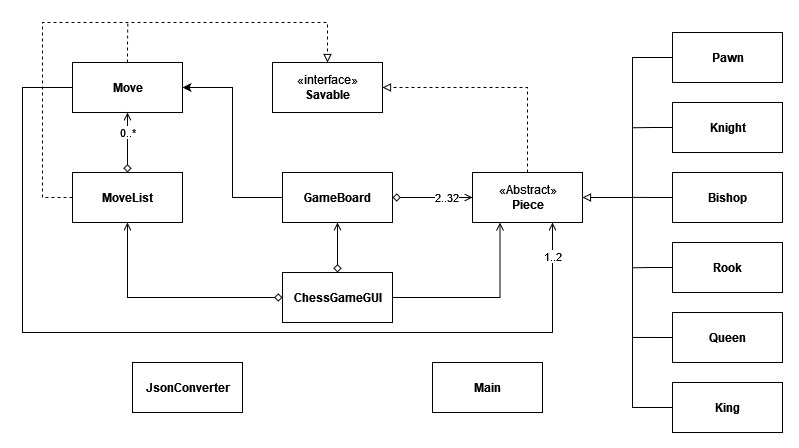 Pawn
Move
«interface»
Savable
Knight
0..*
MoveList
GameBoard
2..32
«Abstract»
Piece
Bishop
1..2
Rook
ChessGameGUI
Queen
JsonConverter
Main
King